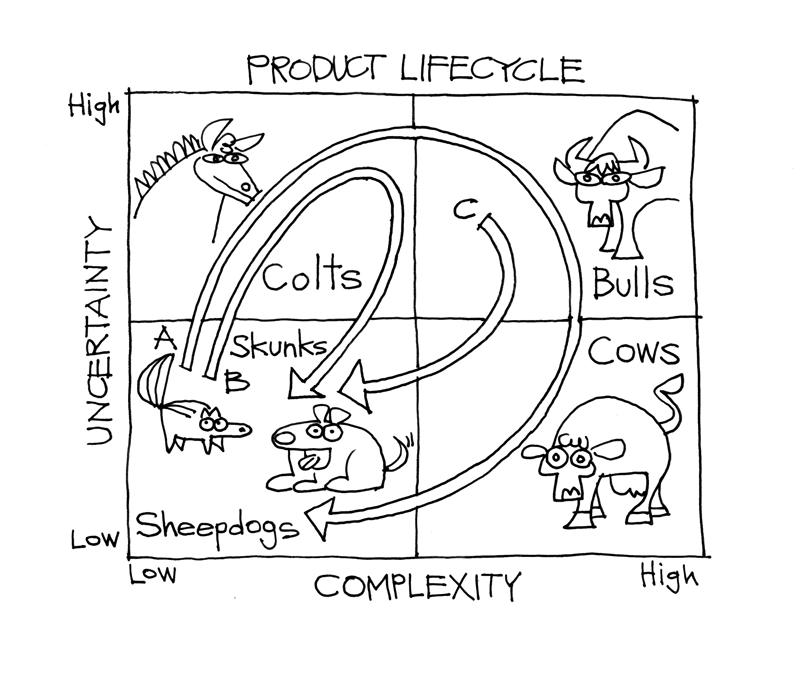 PRODUCT LIFECYCLE
High
UNCERTAINTY
C
Colts
Bulls
A
Skunks
B
Cows
Sheepdogs
Low
Low
COMPLEXITY
High